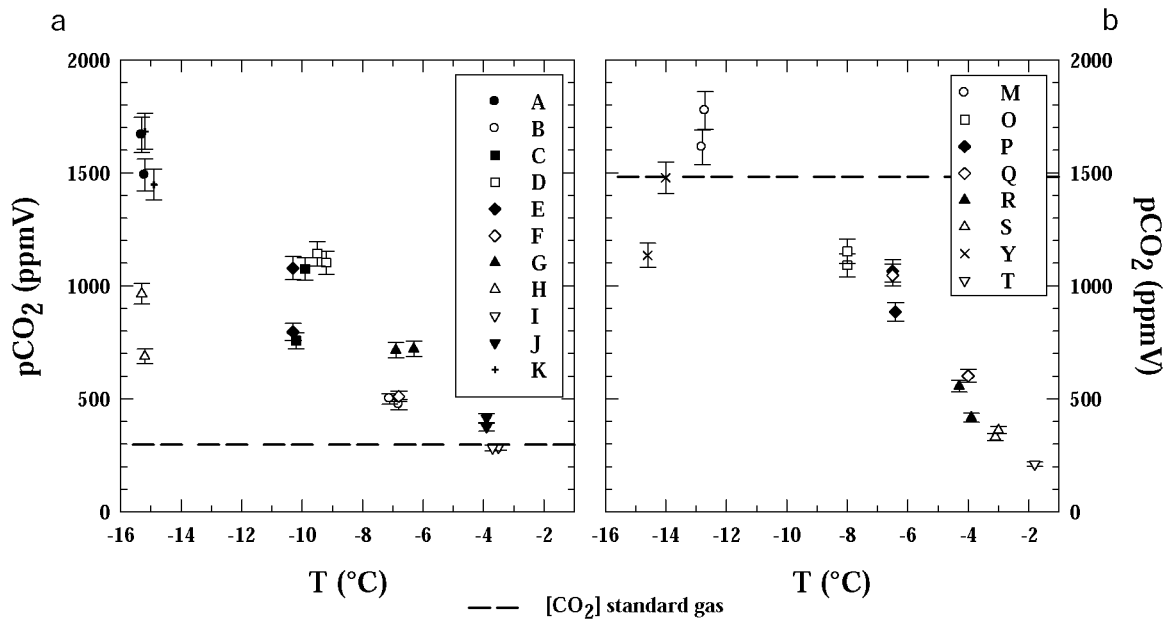 a
b
2000
1500
1000
500
0
pCO2 (ppmV)
A
B
C
D
E
F
G
H
I
J
K
-16 -14 -12 -10 -8 -6 -4 -2
T (°C)
M
O
P
Q
R
S
Y
T
2000
1500
1000
500
0
pCO2 (ppmV)
-16 -14 -12 -10 -8 -6 -4 -2
T (°C)
[CO2] standard gas